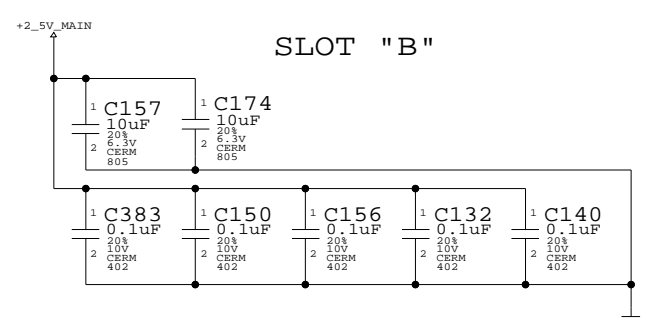 +2_5V_MAIN
SLOT "B"
1 C157
10uF
20%
6.3V
2 CERM
805
1 C174
10uF
20%
6.3V
2 CERM
805
1 C383
0.1uF
20%
10V
2 CERM
402
1 C150
0.1uF
20%
10V
2 CERM
402
1 C156
0.1uF
20%
10V
2 CERM
402
1 C132
0.1uF
20%
10V
2 CERM
402
1 C140
0.1uF
20%
10V
2 CERM
402